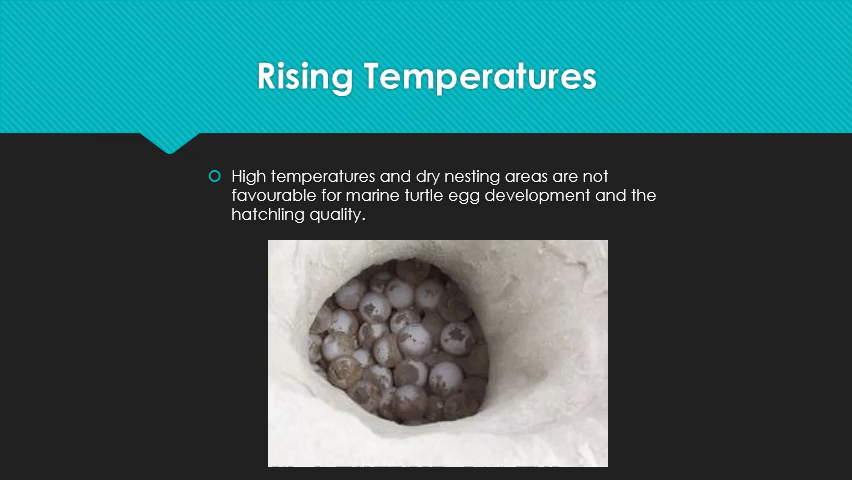 Rising Temperatures
High temperatures and dry nesting areas are not
favourable for marine turtle egg development and the
hatchling quality.